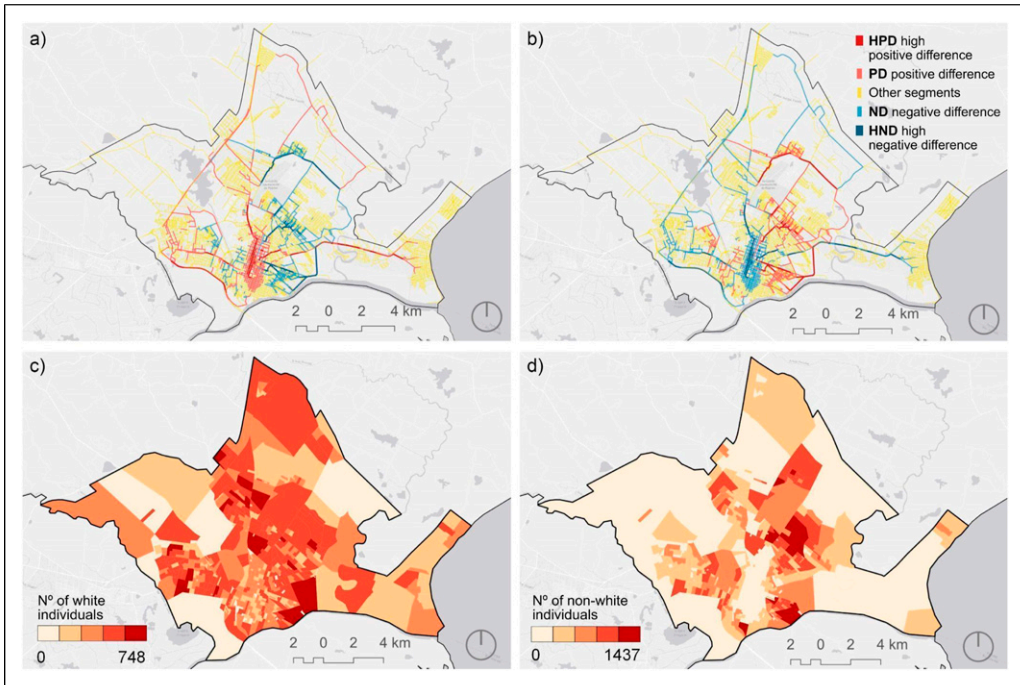 a)
2 0 2 4 km
b)
HPD high
positive difference
PD positive difference
Other segments
ND negative difference
HND high
negative difference
2 0 2 4 km
c)
Nº of white
individuals
0 748
2 0 2 4 km
d)
Nº of non-white
individuals
0 1437
2 0 2 4 km